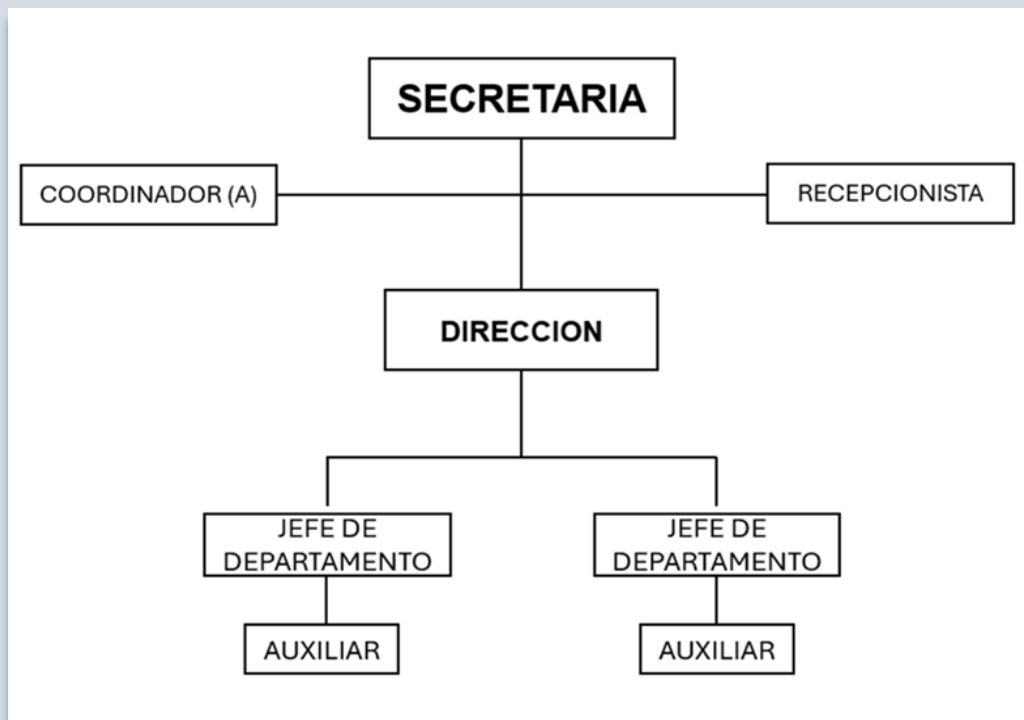 SECRETARIA
COORDINADOR (A)
RECEPCIONISTA
DIRECCION
JEFE DE
DEPARTAMENTO
JEFE DE
DEPARTAMENTO
AUXILIAR
AUXILIAR